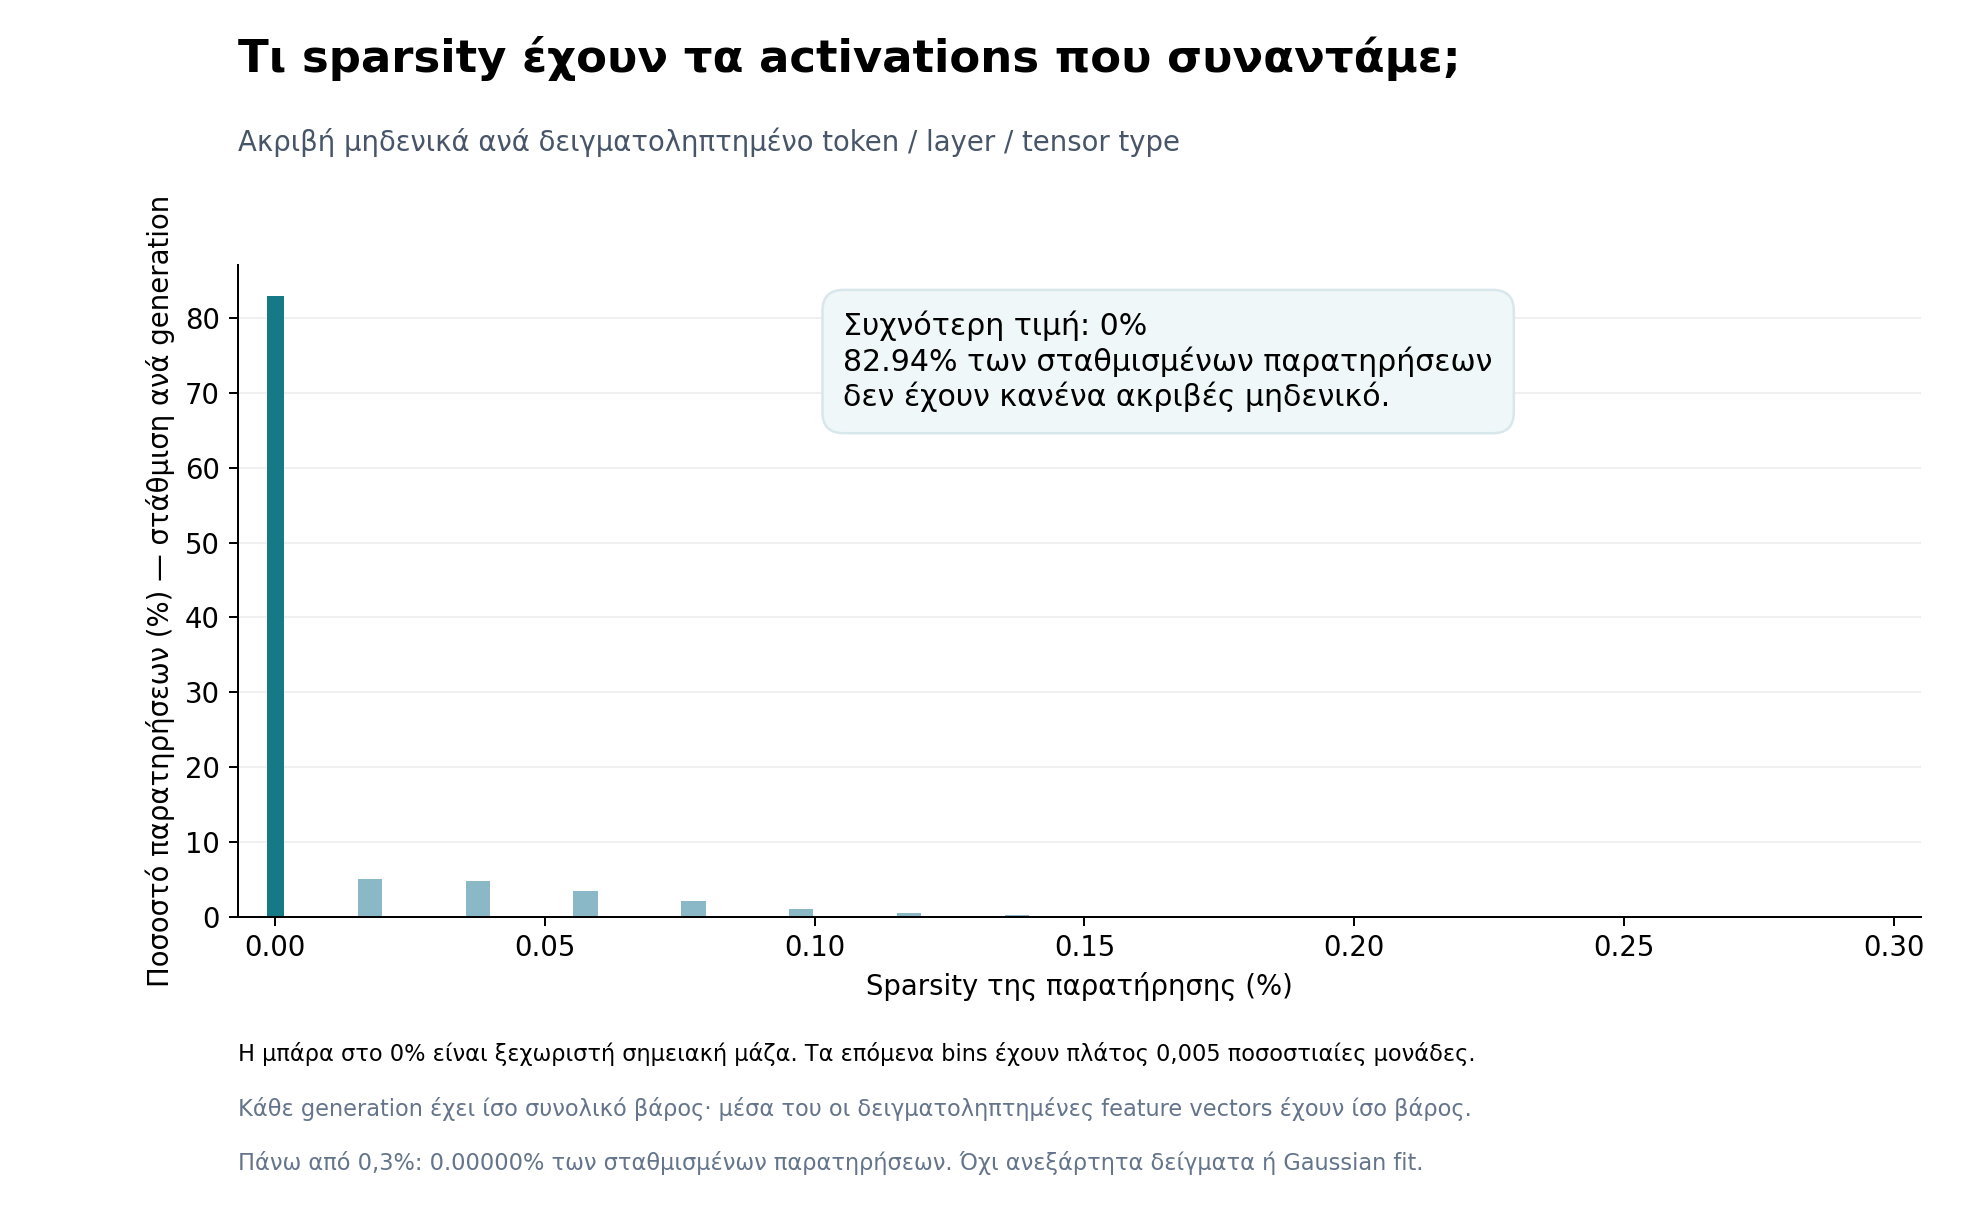 Τι sparsity έχουν τα activations που συναντάμε;
Ακριβή μηδενικά ανά δειγματοληπτημένο token / layer / tensor type
Ποσοστό παρατηρήσεων (%) — στάθμιση ανά generation
80
70
60
50
40
30
20
10
0
Συχνότερη τιμή: 0%
82.94% των σταθμισμένων παρατηρήσεων
δεν έχουν κανένα ακριβές μηδενικό.
0.00 0.05 0.10 0.15 0.20 0.25 0.30
Sparsity της παρατήρησης (%)
Η μπάρα στο 0% είναι ξεχωριστή σημειακή μάζα. Τα επόμενα bins έχουν πλάτος 0,005 ποσοστιαίες μονάδες.
Κάθε generation έχει ίσο συνολικό βάρος· μέσα του οι δειγματοληπτημένες feature vectors έχουν ίσο βάρος.
Πάνω από 0,3%: 0.00000% των σταθμισμένων παρατηρήσεων. Όχι ανεξάρτητα δείγματα ή Gaussian fit.